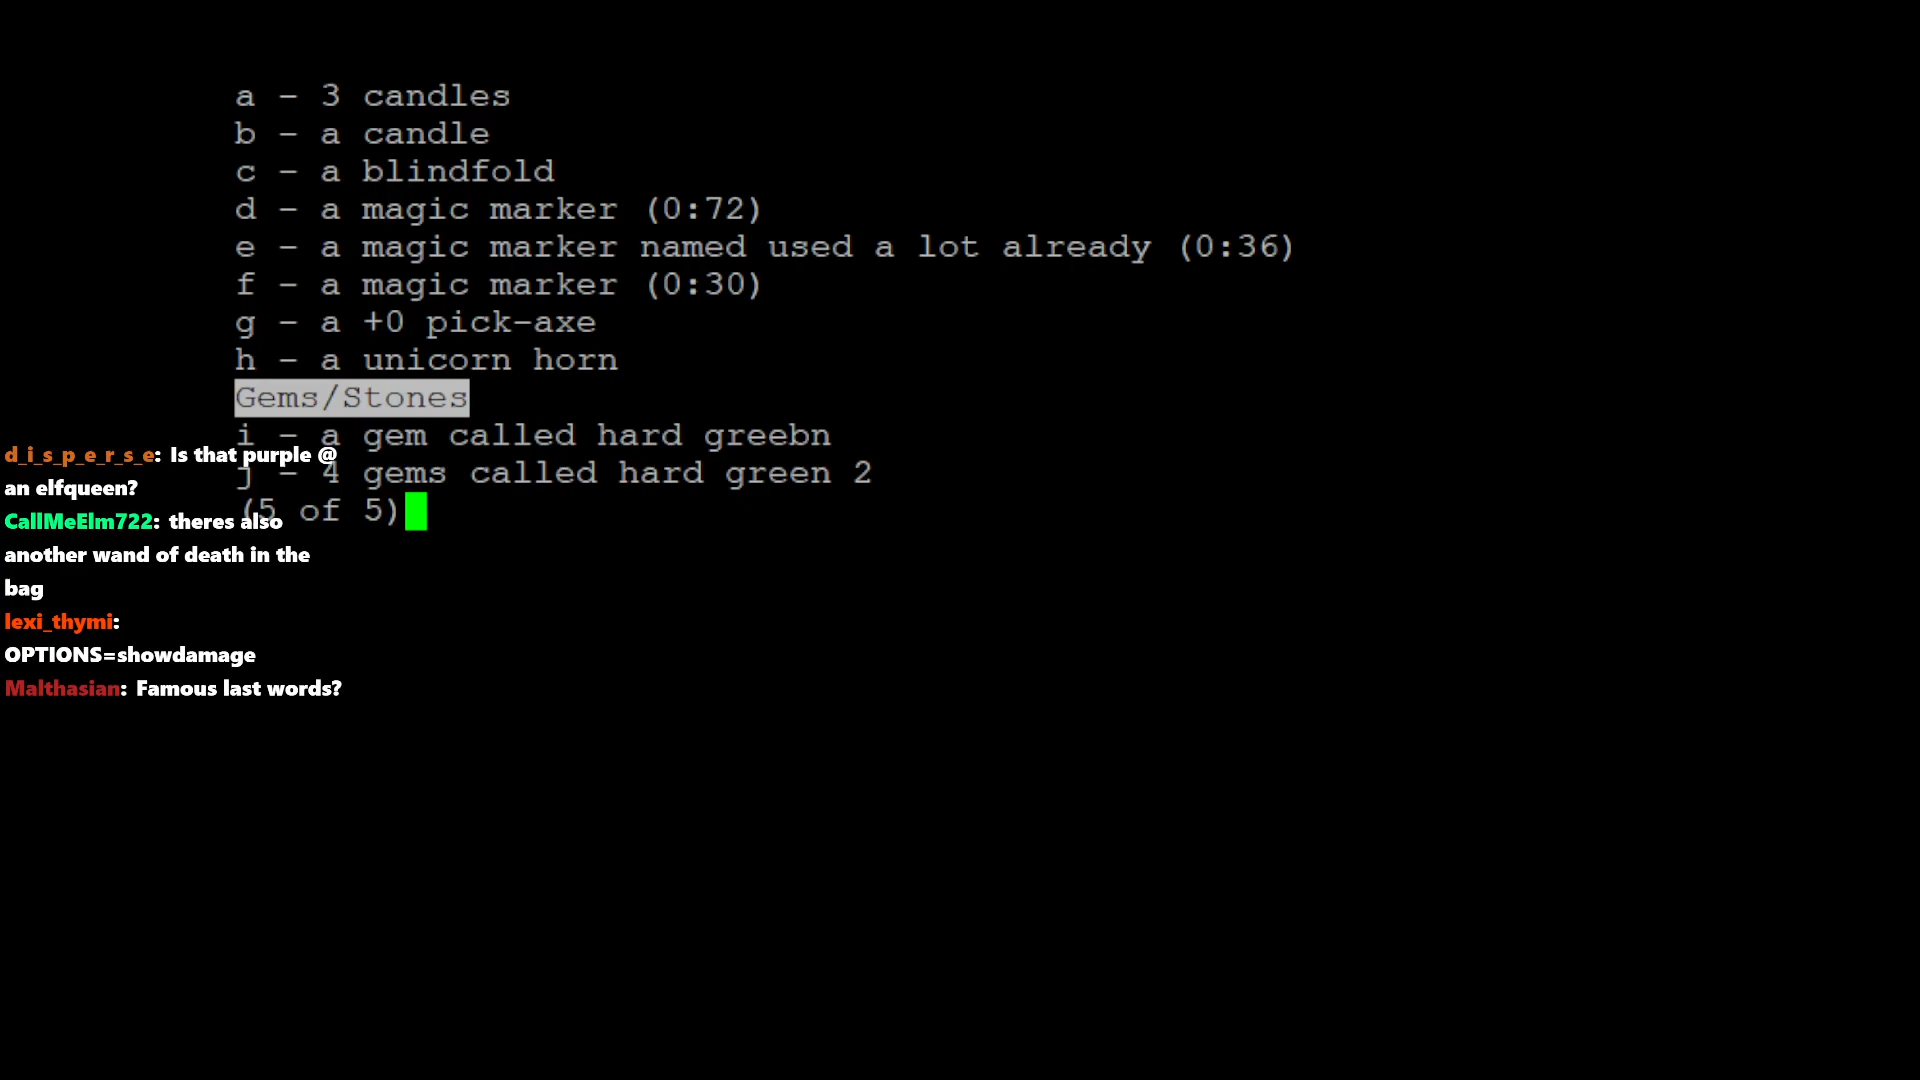 a - 3 candles
b - a candle
c - a blindfold
d - a magic marker (0:72)
e - a magic marker named used a lot already (0:36)
f - a magic marker (0:30)
g - a +0 pick-axe
h - a unicorn horn
Gems/Stones
i - a gem called hard greebn
j - 4 gems called hard green 2
(5 of 5)
d_i_s_p_e_r_s_e: Is that purple @
an elfqueen?
CallMeElm722: theres also
another wand of death in the
bag
lexi_thymi:
OPTIONS=showdamage
Malthasian: Famous last words?